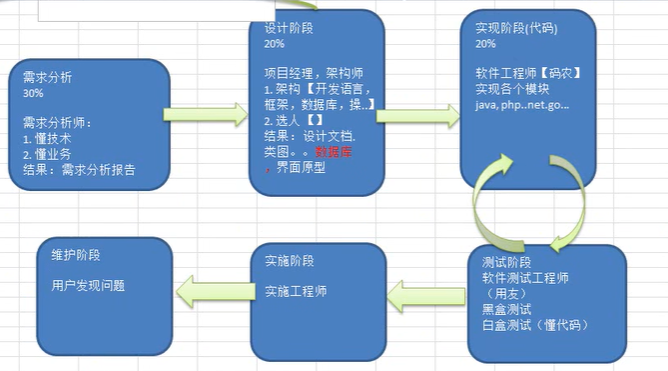 需求分析
30%
需求分析师：
1. 懂技术
2. 懂业务
结果：需求分析报告
设计阶段
20%
项目经理，架构师
1. 架构【开发语言，
框架，数据库，操..】
2. 选人【 】
结果：设计文档.
类图。。数据库
，界面原型
实现阶段(代码)
20%
软件工程师【码农】
实现各个模块
java,php..net.go...
测试阶段
软件测试工程师
（用友）
黑盒测试
白盒测试（懂代码）
实施阶段
实施工程师
维护阶段
用户发现问题